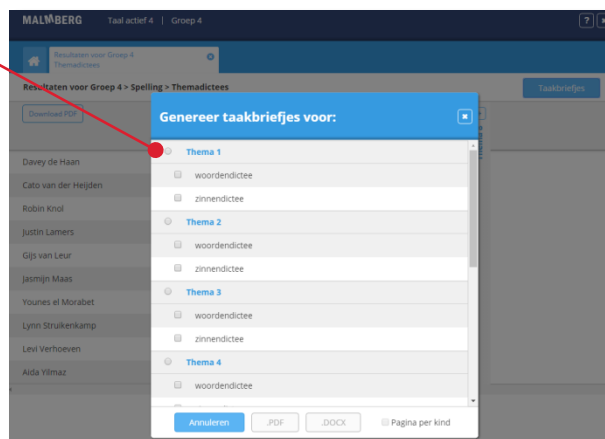 MALMBERG Taal actief 4 | Groep 4 ?
Resultaten voor Groep 4
Themadictees
Resultaten voor Groep 4 > Spelling > Themadictees
Taakbriefjes
Download PDF
Genereer taakbriefjes voor:
Thema 1
woordendictee
zinnendictee
Thema 2
woordendictee
zinnendictee
Thema 3
woordendictee
zinnendictee
Thema 4
woordendictee
Davey de Haan
Cato van der Heijden
Robin Knol
Justin Lamers
Gijs van Leur
Jasmijn Maas
Younes el Morabet
Lynn Struikenkamp
Levi Verhoeven
Aida Yilmaz
Annuleren .PDF .DOCX Pagina per kind